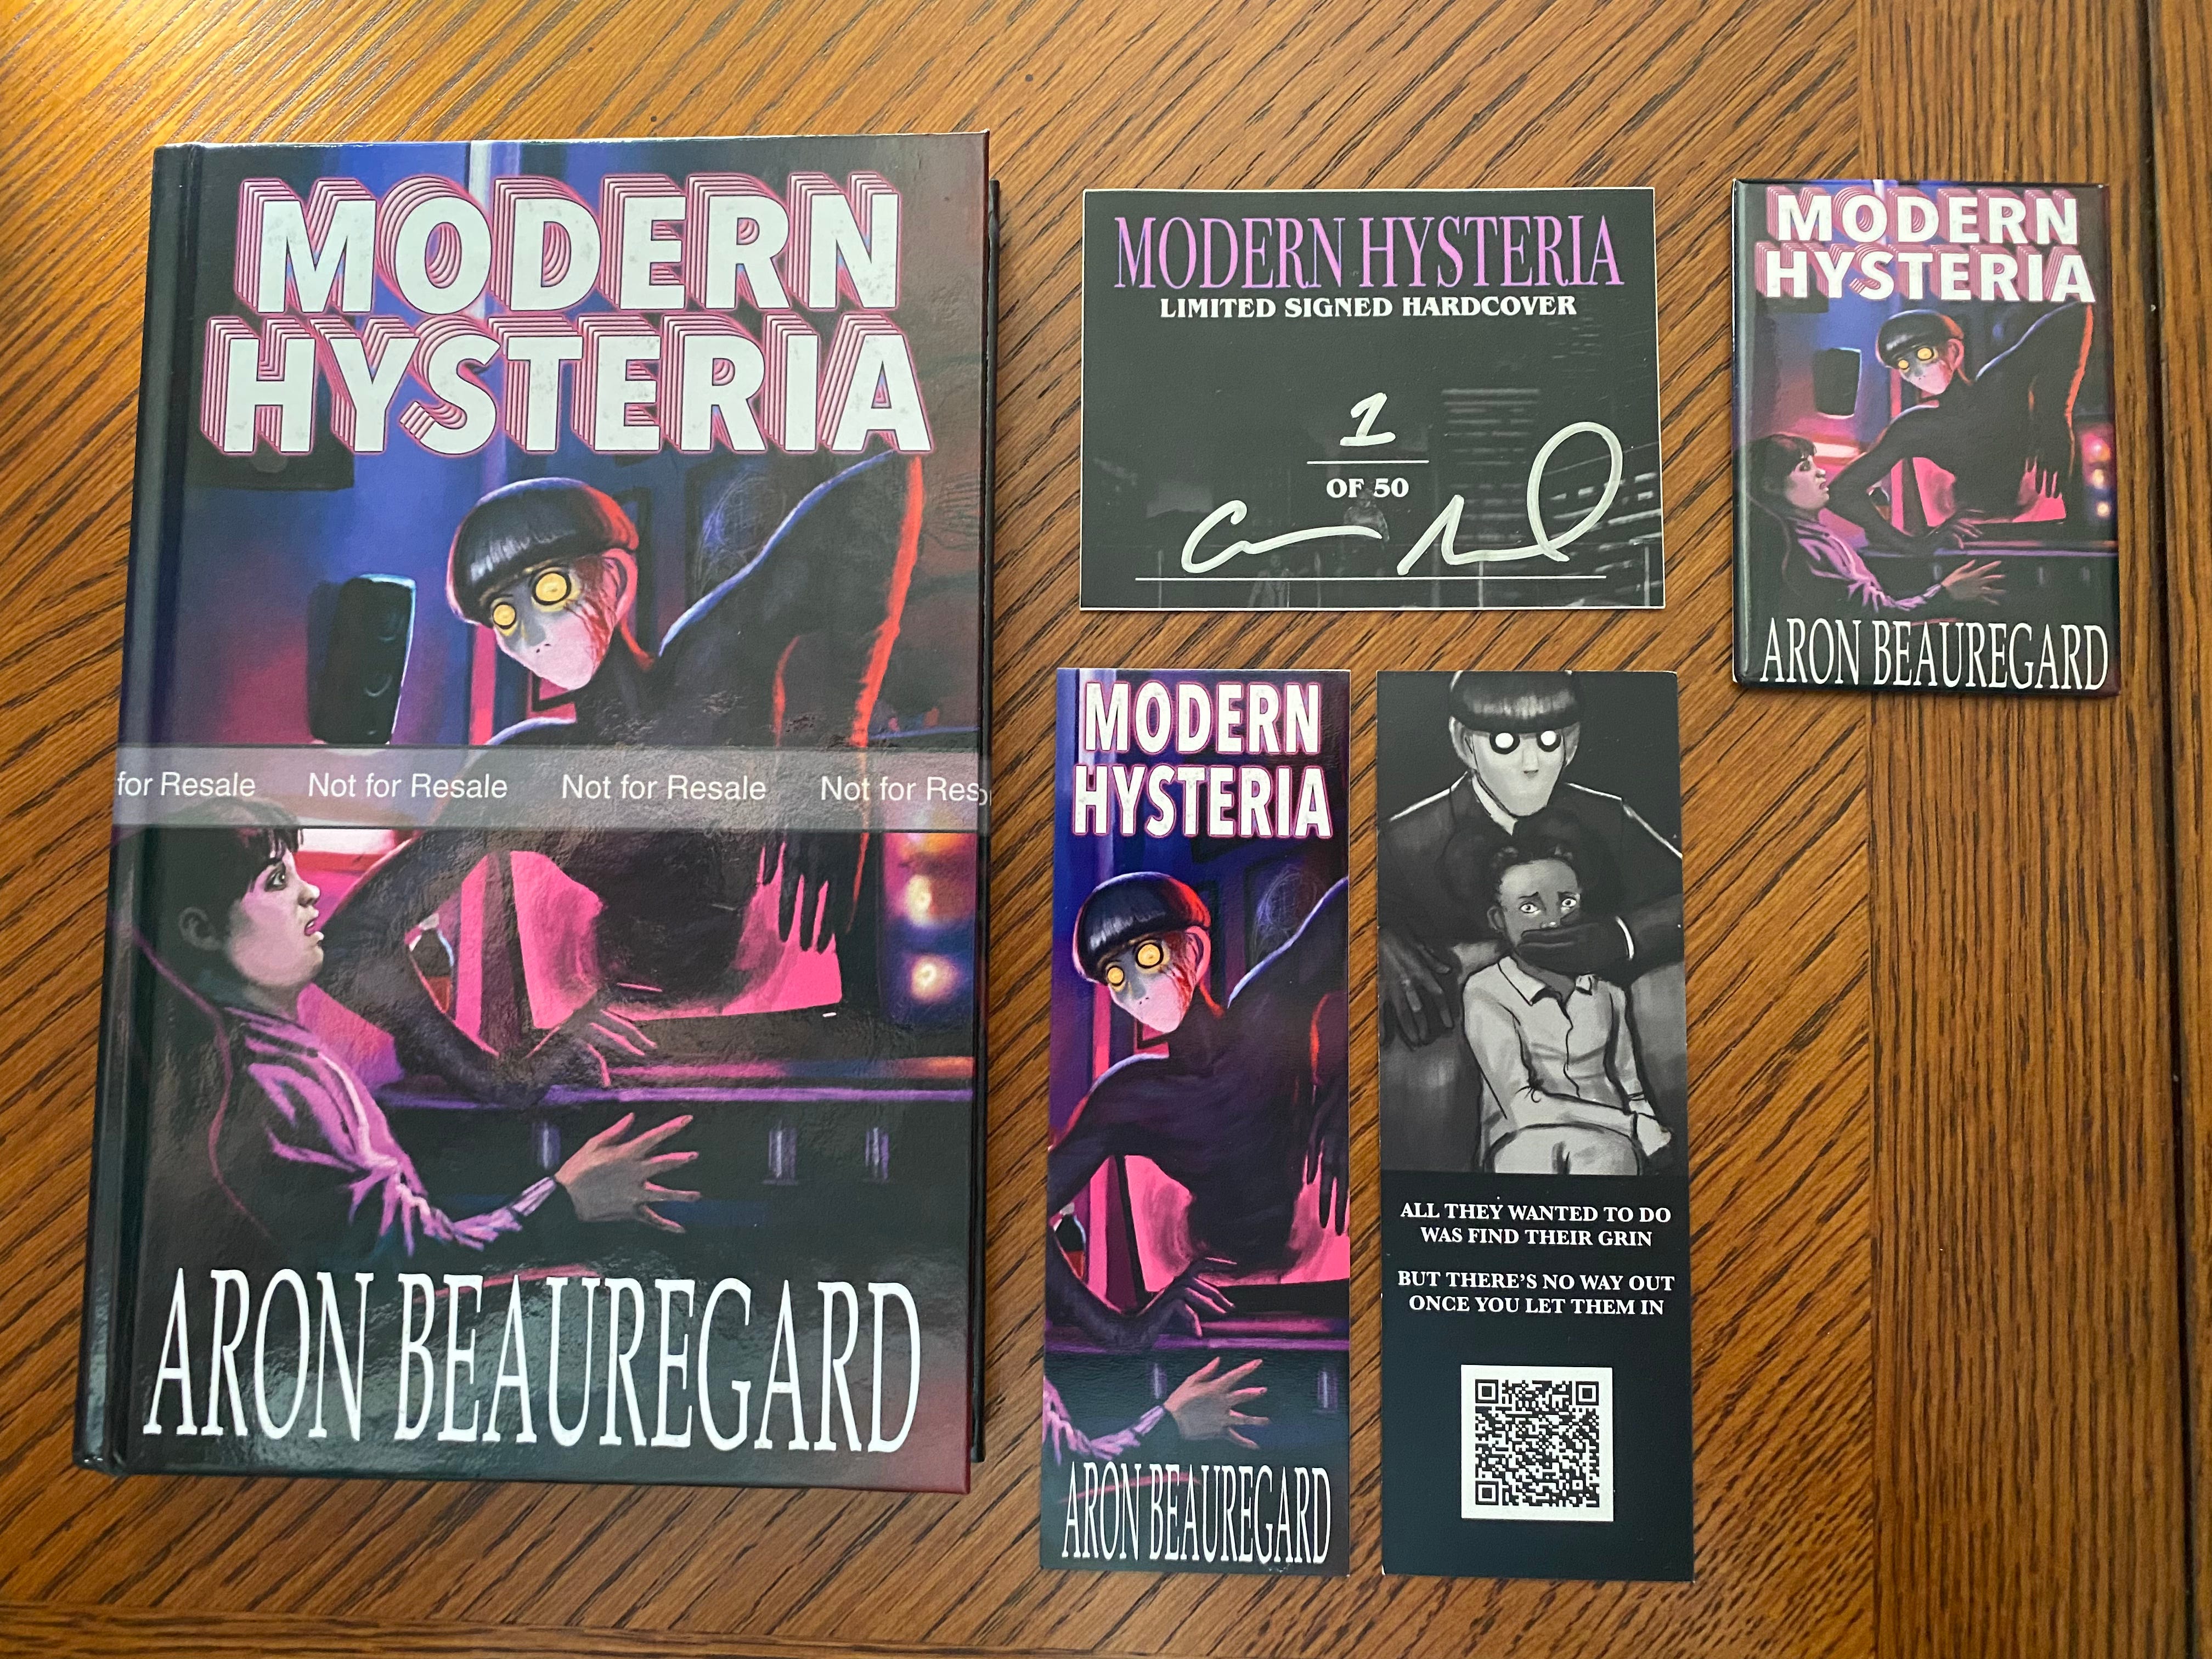 MODERN
HYSTERIA
for Resale Not for Resale Not for Resale Not for Res
ARON BEAUREGARD
MODERN HYSTERIA
LIMITED SIGNED HARDCOVER
1
OF 50
MODERN
HYSTERIA
ARON BEAUREGARD
MODERN
HYSTERIA
ARON BEAUREGARD
ALL THEY WANTED TO DO
WAS FIND THEIR GRIN
BUT THERE'S NO WAY OUT
ONCE YOU LET THEM IN